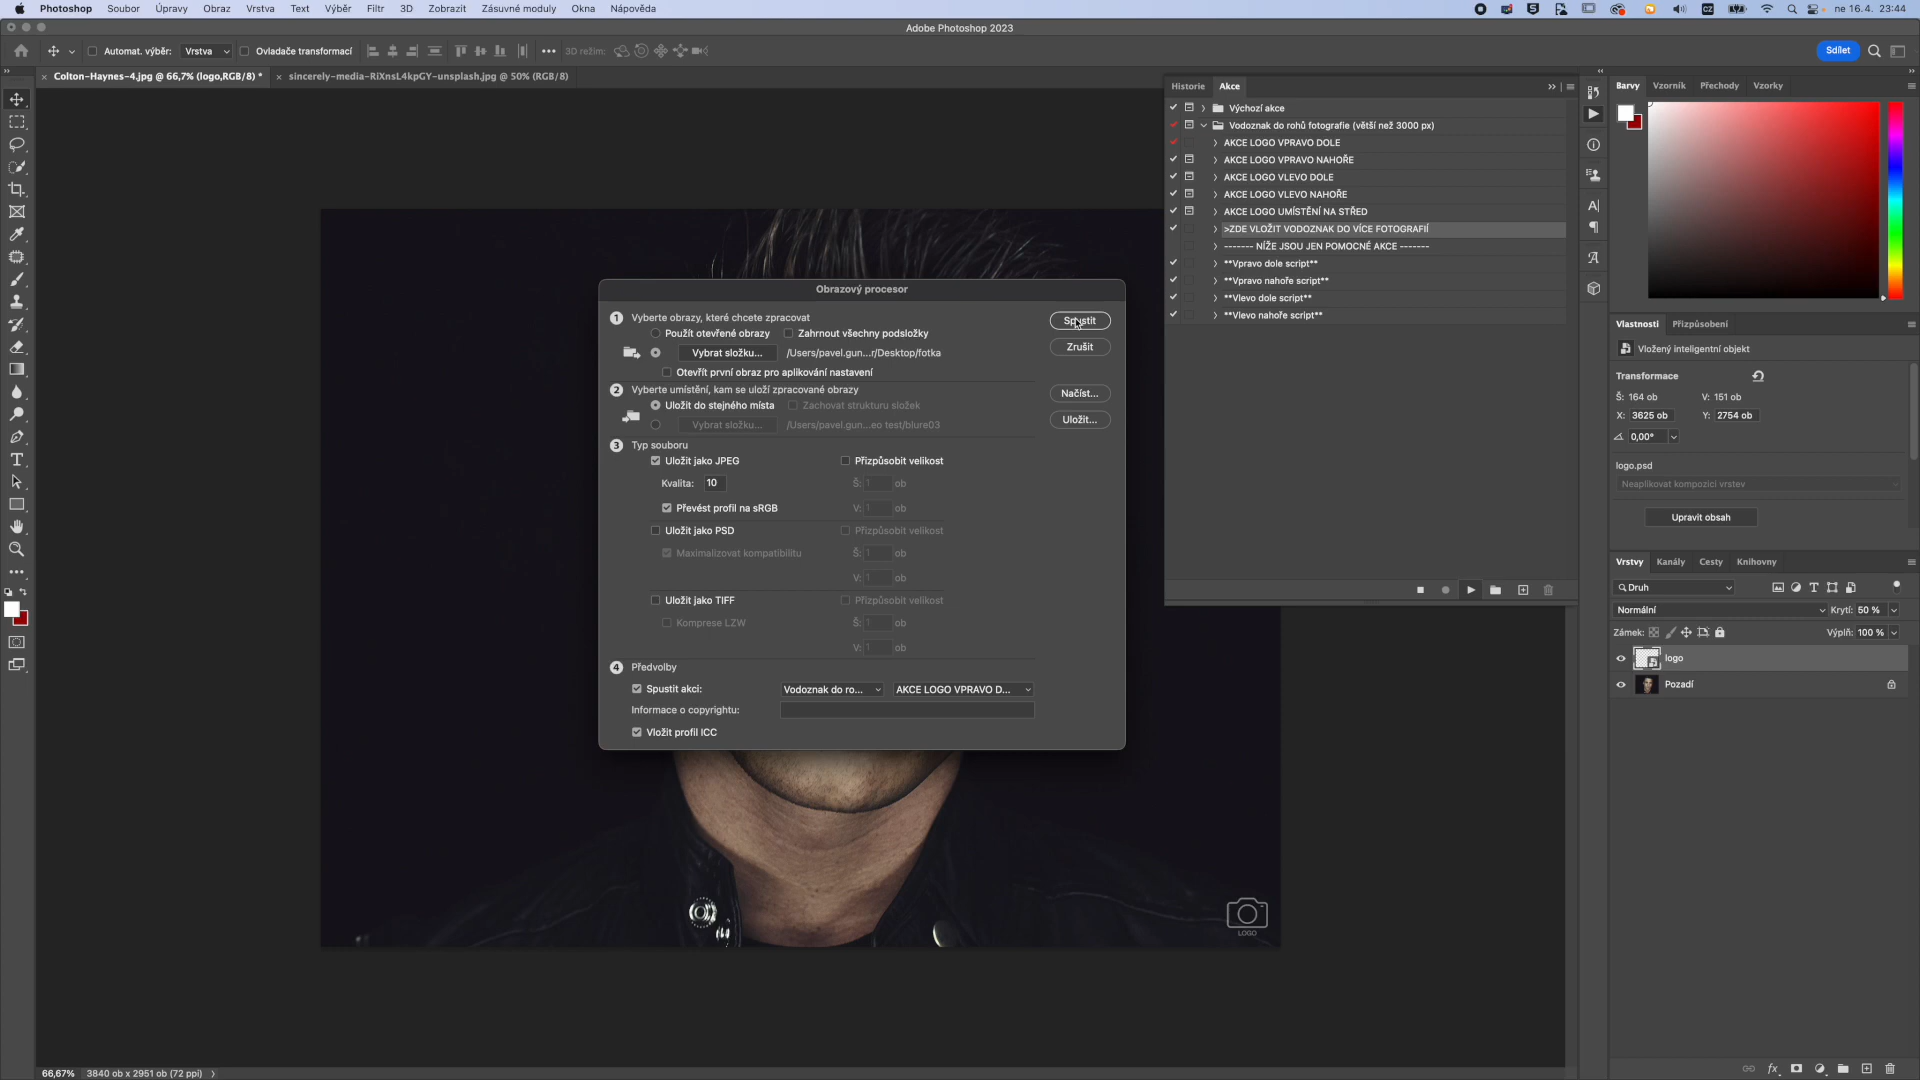 Photoshop Soubor Úpravy Obraz Vrstva Text Výběr Filtr 3D Zobrazit Zásuvné moduly Okna Nápověda
CZ
ne 16.4. 23:44
Adobe Photoshop 2023
Automat. výběr: Vrstva Ovladače transformací
3D režim:
Sdílet
Colton-Haynes-4.jpg @ 66,7% (logo,RGB/8) *
sincerely-media-RiXnsL4kpGY-unsplash.jpg @ 50% (RGB/8)
Historie Akce
Výchozí akce
Vodoznak do rohů fotografie (větší než 3000 px)
AKCE LOGO VPRAVO DOLE
AKCE LOGO VPRAVO NAHOŘE
AKCE LOGO VLEVO DOLE
AKCE LOGO VLEVO NAHOŘE
AKCE LOGO UMÍSTĚNÍ NA STŘED
>ZDE VLOŽIT VODOZNAK DO VÍCE FOTOGRAFIÍ
------- NÍŽE JSOU JEN POMOCNÉ AKCE -------
**Vpravo dole script**
**Vpravo nahoře script**
**Vlevo dole script**
**Vlevo nahoře script**
Obrazový procesor
1 Vyberte obrazy, které chcete zpracovat
Použít otevřené obrazy Zahrnout všechny podsložky
Vybrat složku... /Users/pavel.gun...r/Desktop/fotka
Otevřít první obraz pro aplikování nastavení
2 Vyberte umístění, kam se uloží zpracované obrazy
Uložit do stejného místa Zachovat strukturu složek
Vybrat složku... /Users/pavel.gun...eo test/blure03
3 Typ souboru
Uložit jako JPEG Přizpůsobit velikost
Kvalita: 10 Š: 1 ob
Převést profil na sRGB V: 1 ob
Uložit jako PSD Přizpůsobit velikost
Maximalizovat kompatibilitu Š: 1 ob
V: 1 ob
Uložit jako TIFF Přizpůsobit velikost
Komprese LZW Š: 1 ob
V: 1 ob
4 Předvolby
Spustit akci: Vodoznak do ro... AKCE LOGO VPRAVO D...
Informace o copyrightu:
Vložit profil ICC
Spustit
Zrušit
Načíst...
Uložit...
LOGO
Barvy Vzorník Přechody Vzorky
Vlastnosti Přizpůsobení
Vložený inteligentní objekt
Transformace
Š: 164 ob V: 151 ob
X: 3625 ob Y: 2754 ob
0,00°
logo.psd
Neaplikovat kompozici vrstev
Upravit obsah
Vrstvy Kanály Cesty Knihovny
Druh
Normální Krytí: 50 %
Zámek: Výplň: 100 %
logo
Pozadí
66,67% 3840 ob x 2951 ob (72 ppi)